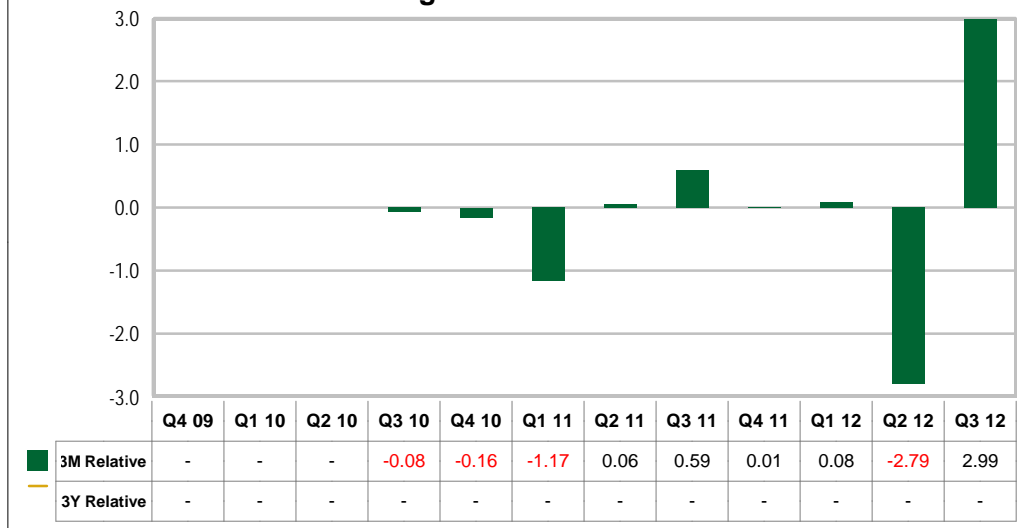 3.0
2.0
1.0
0.0
-1.0
-2.0
-3.0
Q4 09 Q1 10 Q2 10 Q3 10 Q4 10 Q1 11 Q2 11 Q3 11 Q4 11 Q1 12 Q2 12 Q3 12
3M Relative - - - -0.08 -0.16 -1.17 0.06 0.59 0.01 0.08 -2.79 2.99
3Y Relative - - - - - - - - - - - -